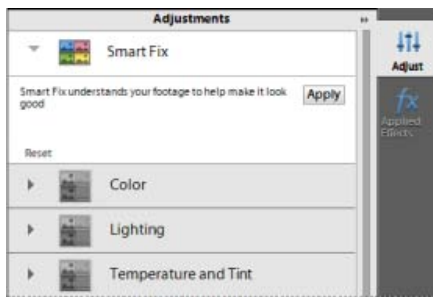 Adjustments
Smart Fix
Smart Fix understands your footage to help make it look
good
Apply
Reset
Color
Lighting
Temperature and Tint
Adjust
fx
Applied
Effects